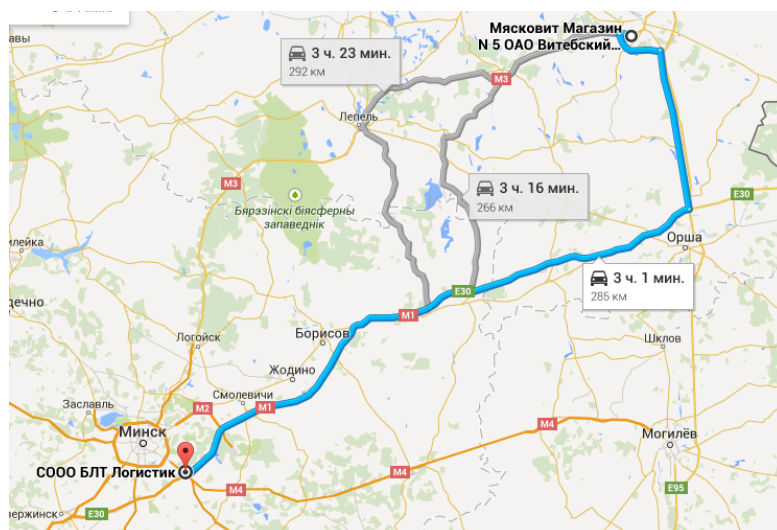 Мясковит Магазин
N 5 ОАО Витебский...
3 ч. 23 мин.
292 км
M3
Лепель
M3
Бярэзінскі біясферны
запаведнік
3 ч. 16 мин.
266 км
E30
Орша
3 ч. 1 мин.
285 км
E30
M1
Борисов
Логойск
Шклов
Жодино
Смолевичи
M1
Заславль
M2
Минск
M4
Могилёв
СООО БЛТ Логистик
M4
M4
E95
E30